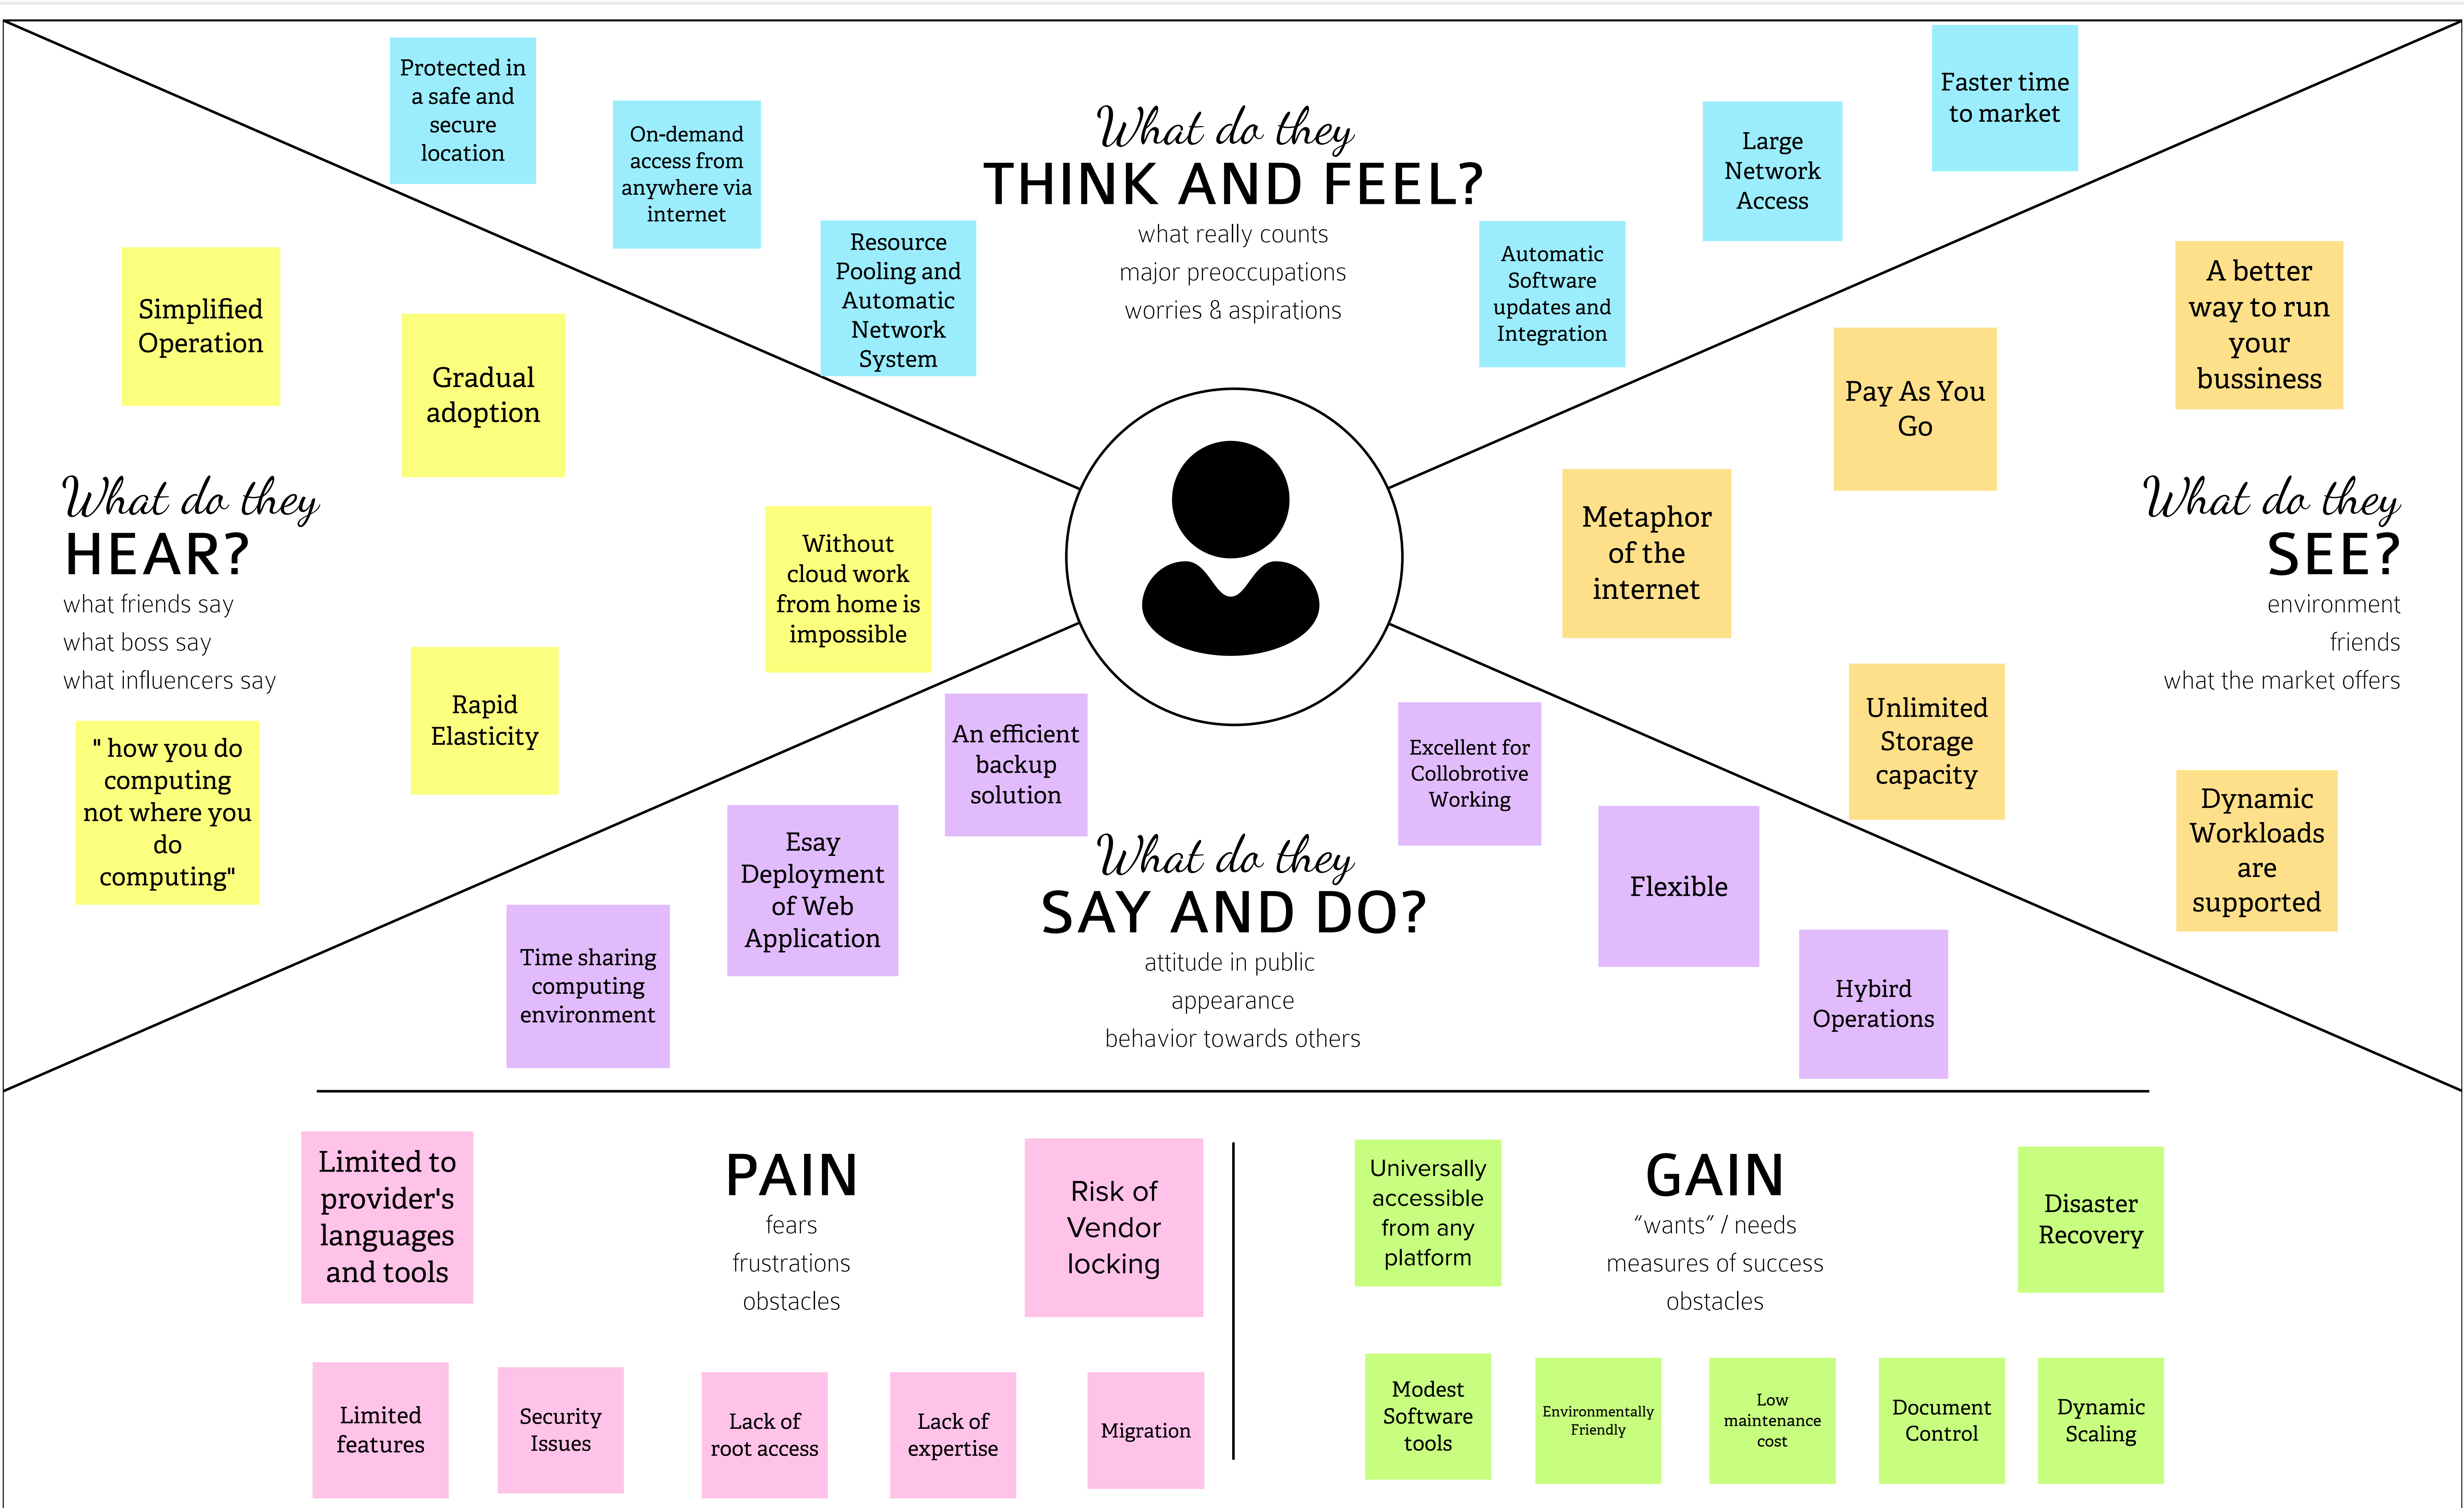 Protected in
a safe and
secure
location
On-demand
access from
anywhere via
internet
Resource
Pooling and
Automatic
Network
System
What do they
THINK AND FEEL?
what really counts
major preoccupations
worries & aspirations
Automatic
Software
updates and
Integration
Large
Network
Access
Faster time
to market
Simplified
Operation
Gradual
adoption
What do they
HEAR?
what friends say
what boss say
what influencers say
Without
cloud work
from home is
impossible
Rapid
Elasticity
" how you do
computing
not where you
do
computing"
A better
way to run
your
bussiness
Pay As You
Go
Metaphor
of the
internet
What do they
SEE?
environment
friends
what the market offers
Unlimited
Storage
capacity
Dynamic
Workloads
are
supported
An efficient
backup
solution
Esay
Deployment
of Web
Application
Time sharing
computing
environment
What do they
SAY AND DO?
attitude in public
appearance
behavior towards others
Excellent for
Collobrotive
Working
Flexible
Hybird
Operations
Limited to
provider's
languages
and tools
PAIN
fears
frustrations
obstacles
Risk of
Vendor
locking
Limited
features
Security
Issues
Lack of
root access
Lack of
expertise
Migration
Universally
accessible
from any
platform
GAIN
“wants” / needs
measures of success
obstacles
Disaster
Recovery
Modest
Software
tools
Environmentally
Friendly
Low
maintenance
cost
Document
Control
Dynamic
Scaling